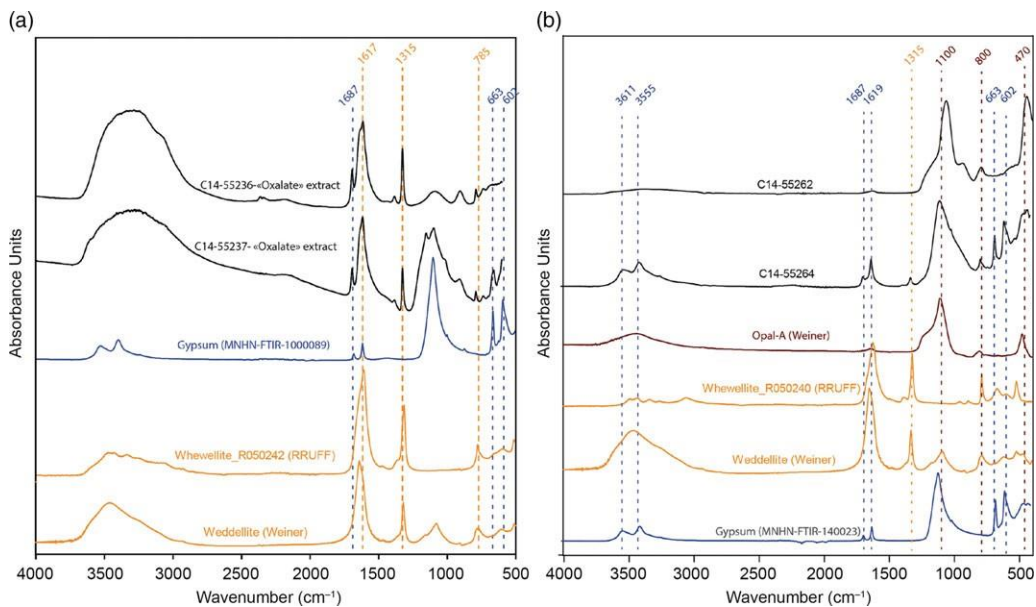 (a)
1687
1617
1315
785
663
602
C14-55236-«Oxalate» extract
C14-55237- «Oxalate» extract
Gypsum (MNHN-FTIR-1000089)
Whewellite_R050242 (RRUFF)
Weddellite (Weiner)
Absorbance Units
4000
3500
3000
2500
2000
1500
1000
500
Wavenumber (cm⁻¹)
(b)
3611
3555
1687
1619
1315
1100
800
663
602
470
C14-55262
C14-55264
Opal-A (Weiner)
Whewellite_R050240 (RRUFF)
Weddellite (Weiner)
Gypsum (MNHN-FTIR-140023)
Absorbance Units
4000
3000
2000
1000
500
Wavenumber (cm⁻¹)